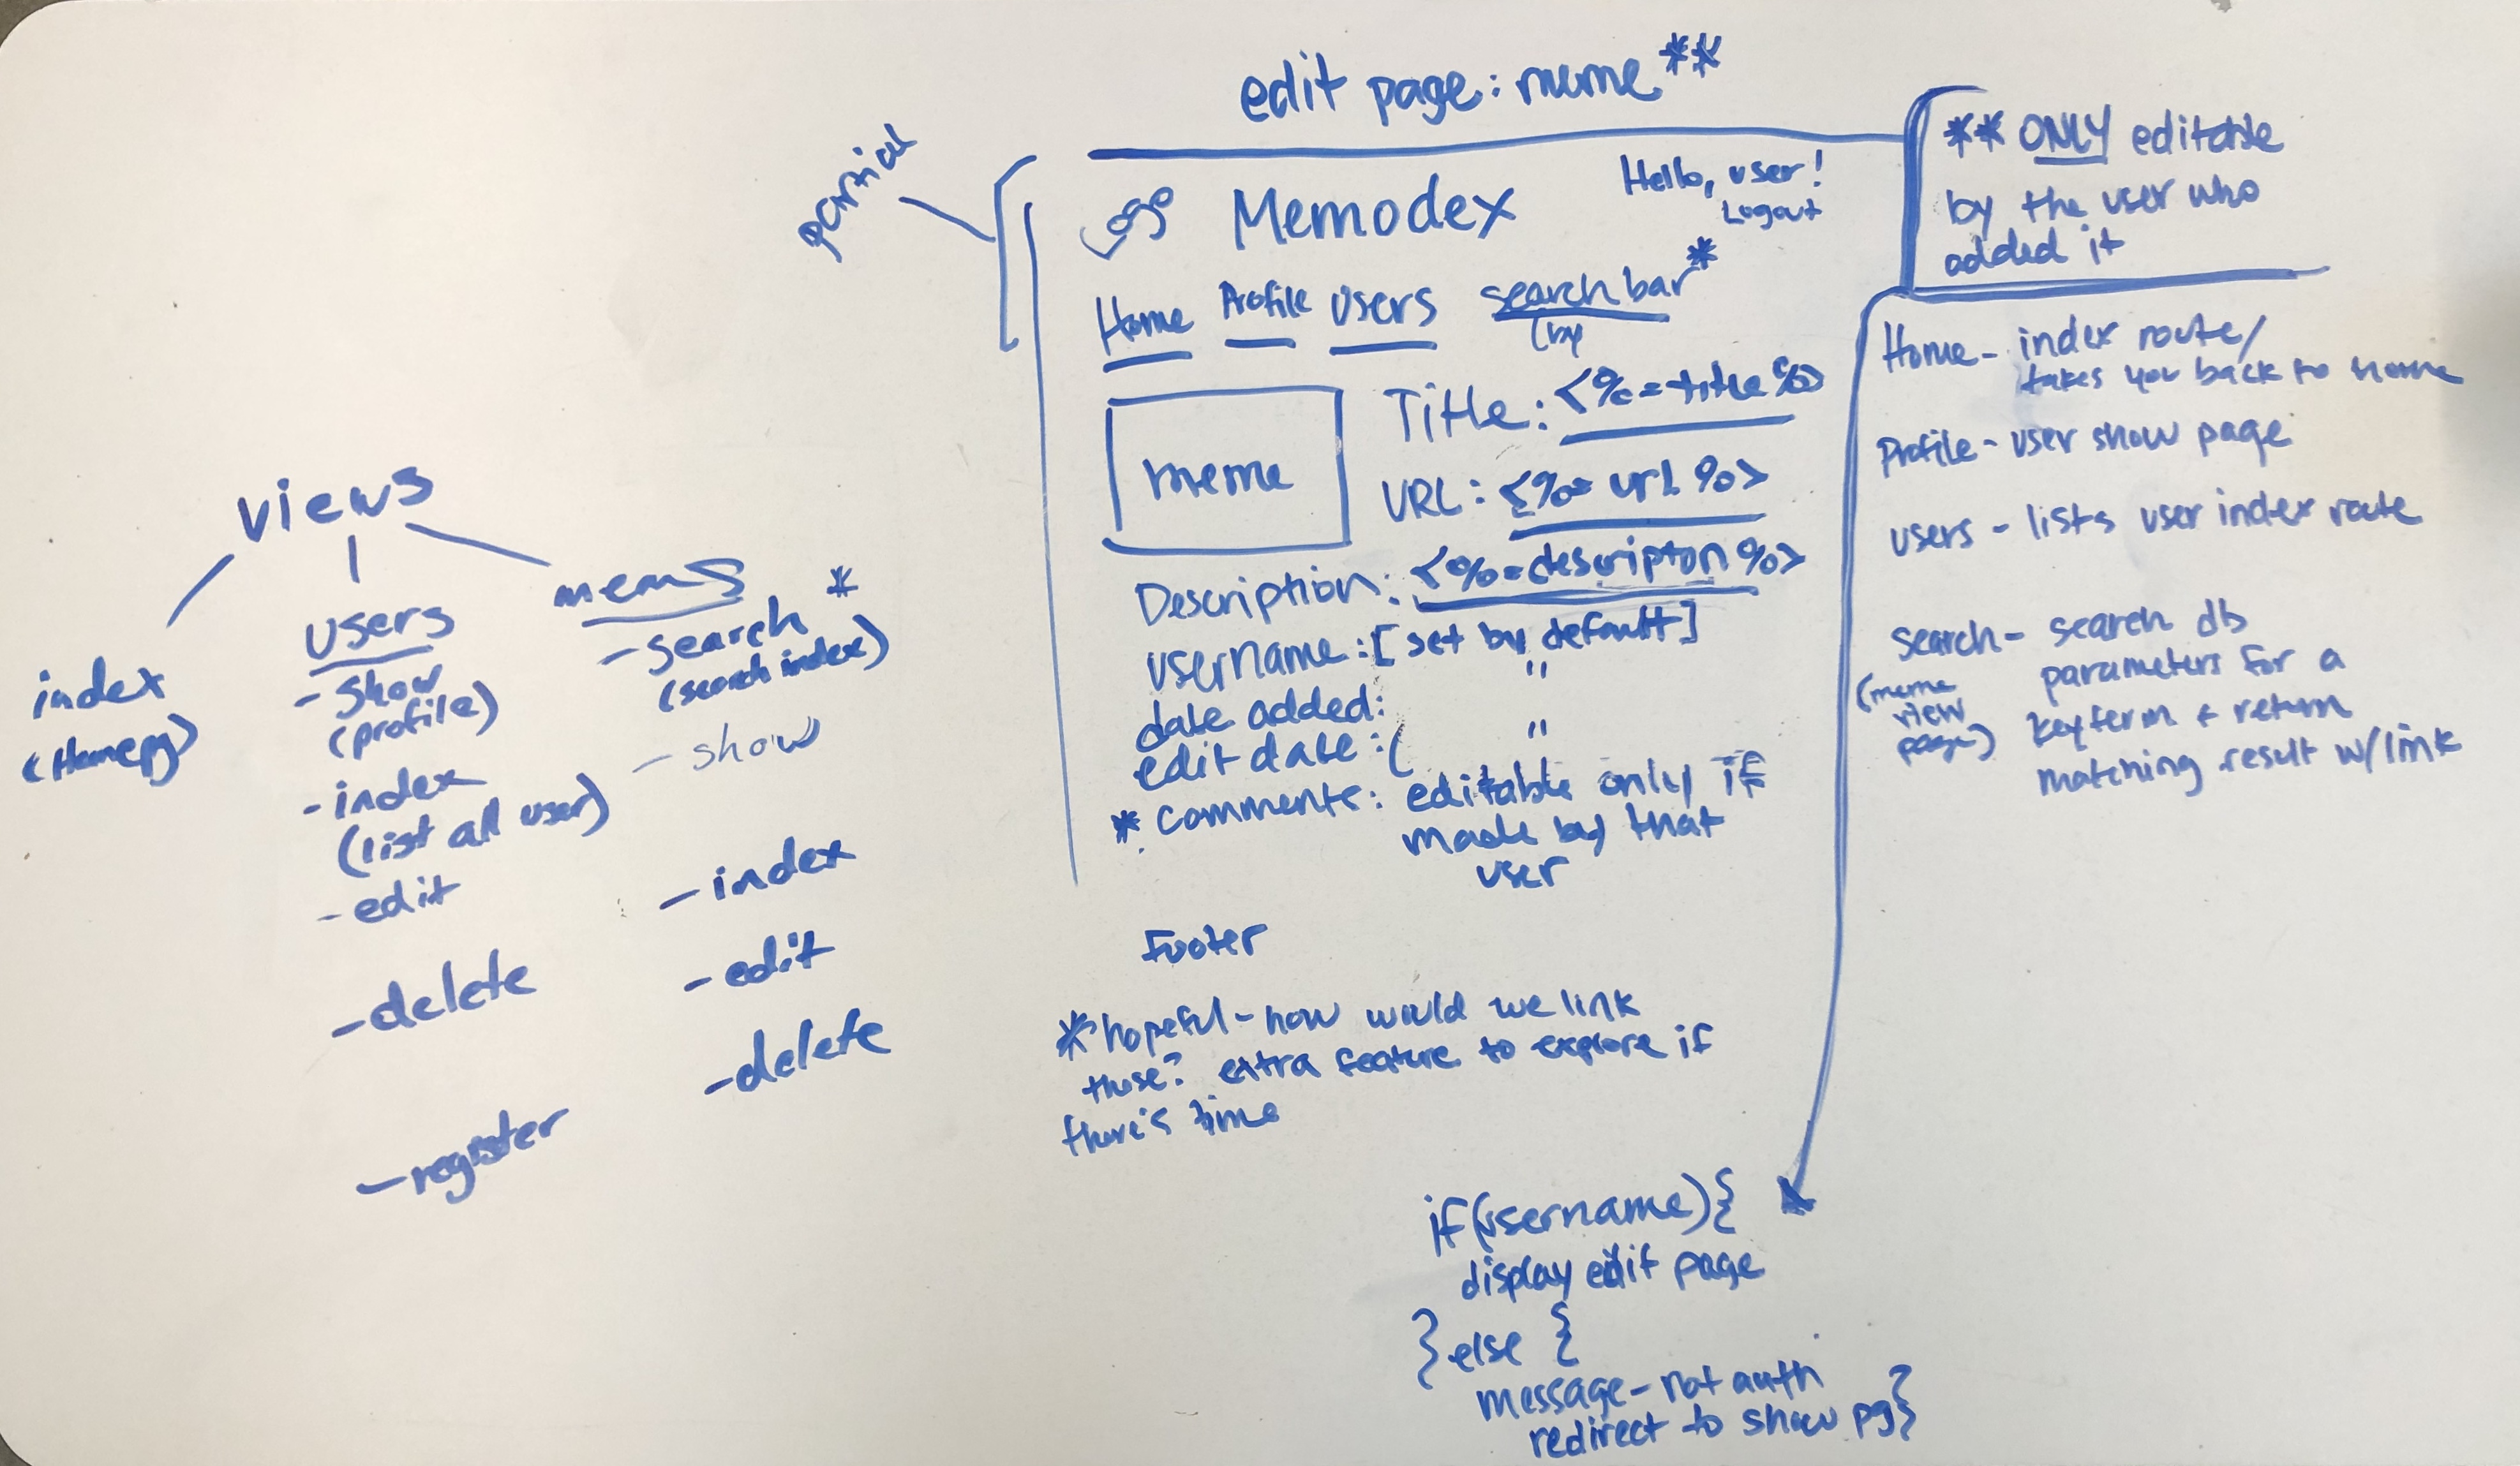 views
index
(Homepg)
users
- show
(profile)
- index
(list all user)
- edit
- delete
- register
memes
- search *
(search index)
- show
- index
- edit
- delete
edit page: meme **
partial
Logo Memodex
Hello, user!
Logout
Home Profile users search bar *
(by
meme
Title: <%= title %>
URL: <%= url %>
Description: <%= descripton %>
username: [set by default]
date added: "
edit date: ( "
* comments: editable only if
made by that
user
Footer
* hopeful - how would we link
these? extra feature to explore if
there's time
** ONLY editable
by the user who
added it
Home - index route/
takes you back to home
Profile - user show page
users - lists user index route
search - search db
(meme view page) parameters for a
keyterm + return
matching result w/link
if(username){
display edit page
} else {
message - not auth
redirect to show pg}